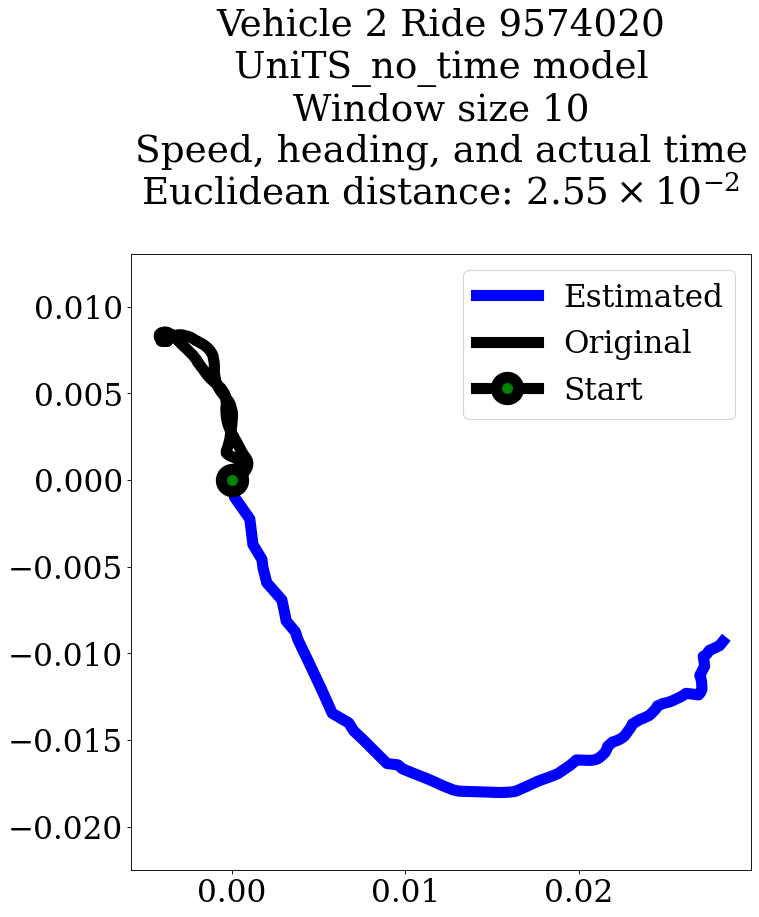 Vehicle 2 Ride 9574020
UniTS_no_time model
Window size 10
Speed, heading, and actual time
Euclidean distance: 2.55 × 10⁻²
Estimated
Original
Start
0.010
0.005
0.000
−0.005
−0.010
−0.015
−0.020
0.00 0.01 0.02